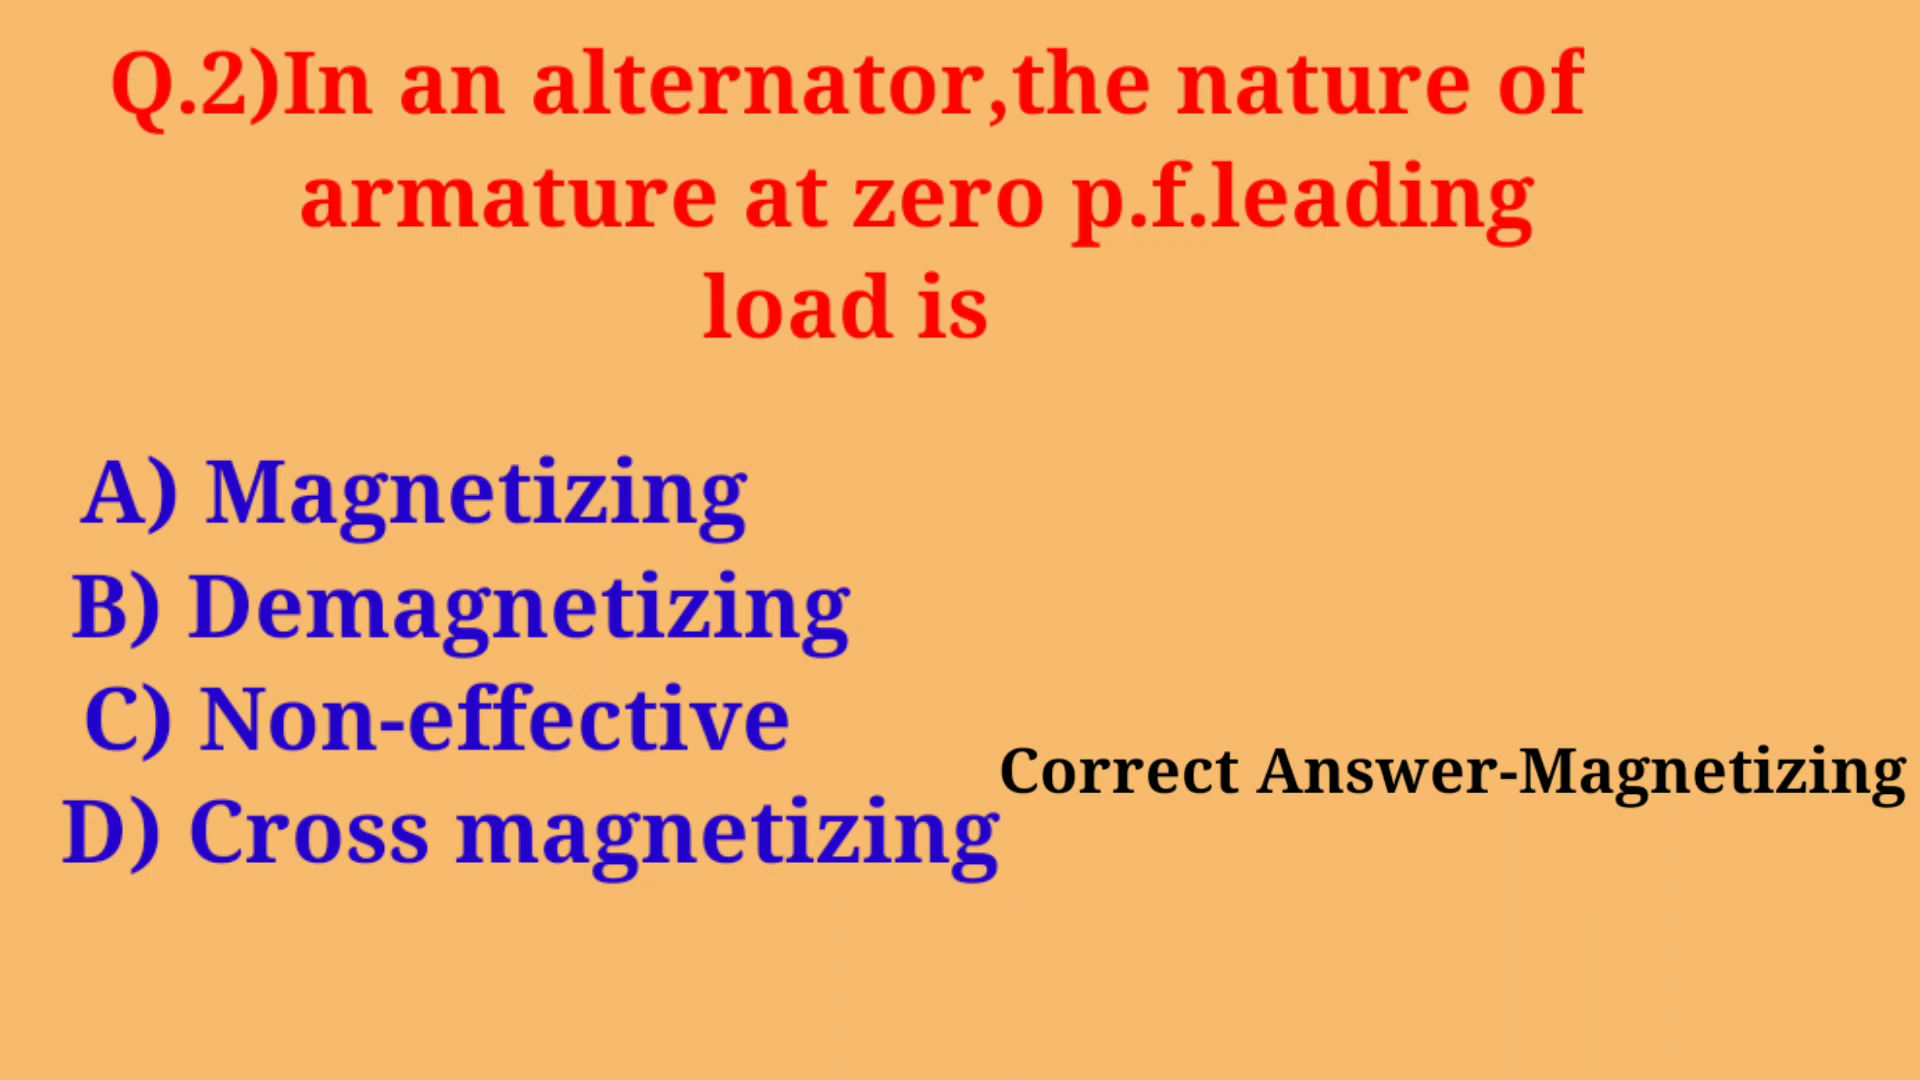 Q.2)In an alternator,the nature of
armature at zero p.f.leading
load is
A) Magnetizing
B) Demagnetizing
C) Non-effective
D) Cross magnetizing
Correct Answer-Magnetizing